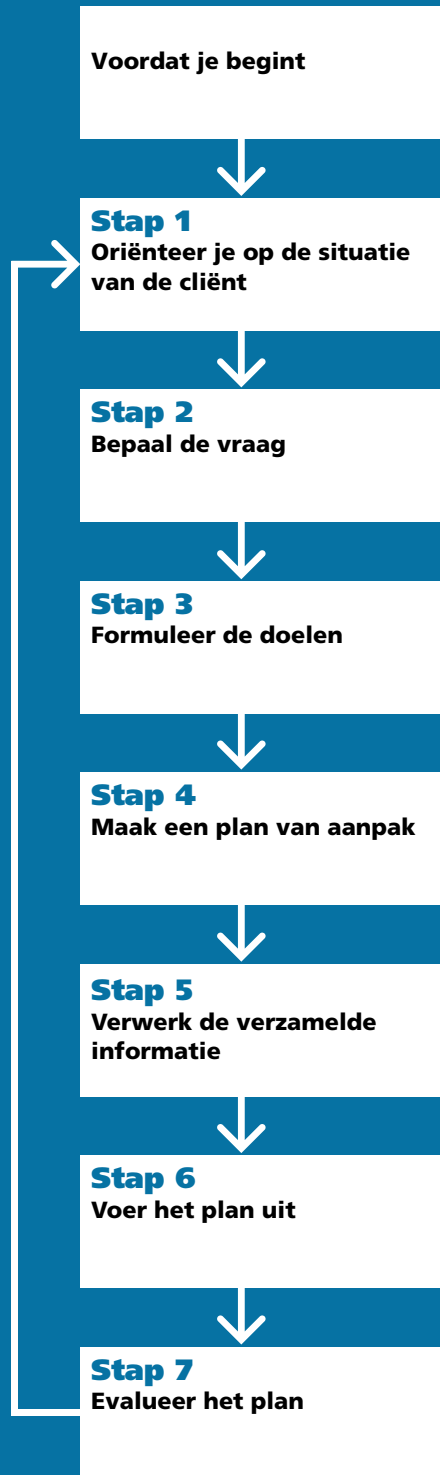 Voordat je begint
Stap 1
Oriënteer je op de situatie
van de cliënt
Stap 2
Bepaal de vraag
Stap 3
Formuleer de doelen
Stap 4
Maak een plan van aanpak
Stap 5
Verwerk de verzamelde
informatie
Stap 6
Voer het plan uit
Stap 7
Evalueer het plan